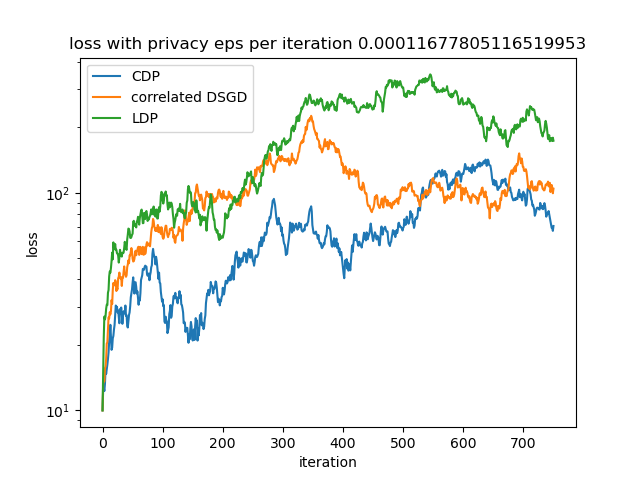 loss with privacy eps per iteration 0.00011677805116519953
CDP
correlated DSGD
LDP
10²
10¹
loss
0 100 200 300 400 500 600 700
iteration